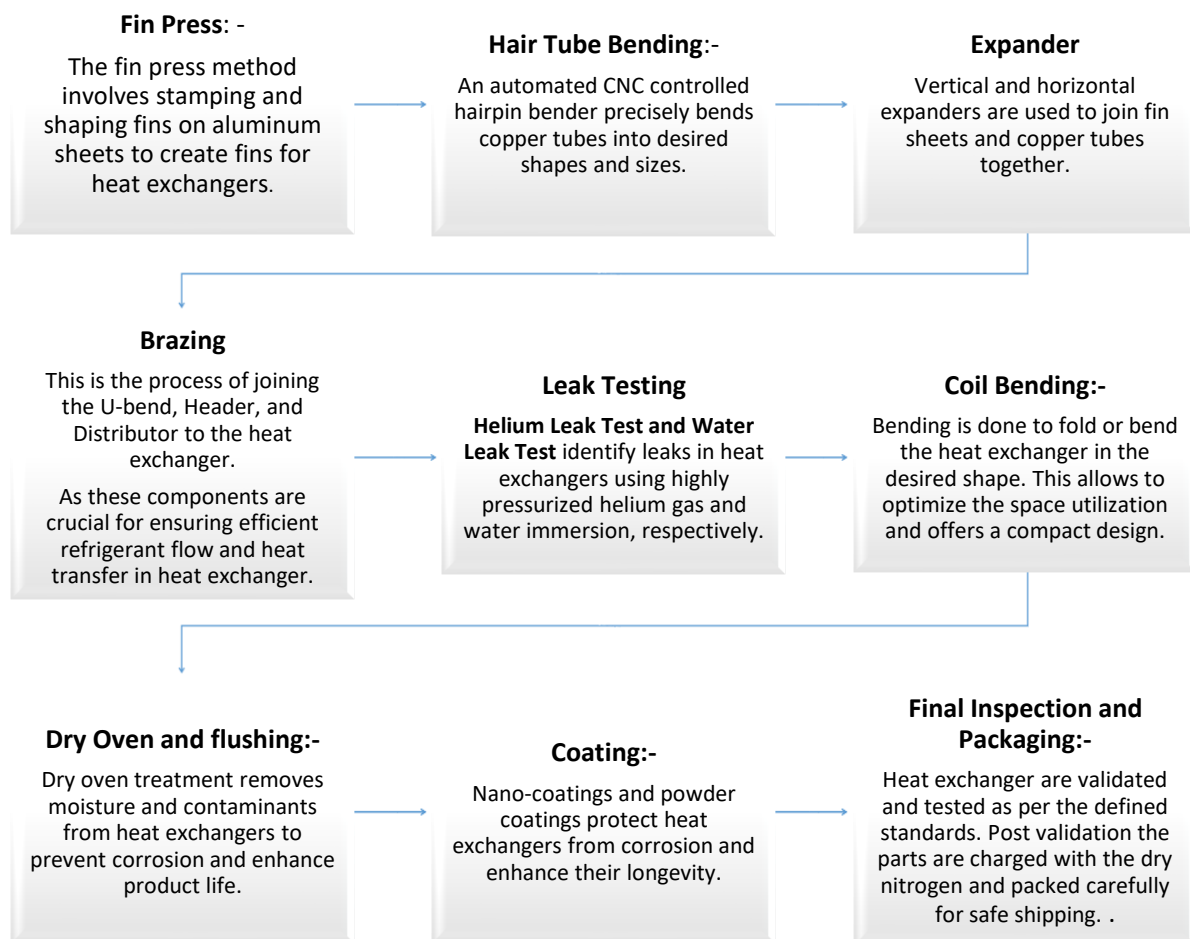 Fin Press: -
The fin press method
involves stamping and
shaping fins on aluminum
sheets to create fins for
heat exchangers.
Hair Tube Bending:-
An automated CNC controlled
hairpin bender precisely bends
copper tubes into desired
shapes and sizes.
Expander
Vertical and horizontal
expanders are used to join fin
sheets and copper tubes
together.
Brazing
This is the process of joining
the U-bend, Header, and
Distributor to the heat
exchanger.
As these components are
crucial for ensuring efficient
refrigerant flow and heat
transfer in heat exchanger.
Leak Testing
Helium Leak Test and Water
Leak Test identify leaks in heat
exchangers using highly
pressurized helium gas and
water immersion, respectively.
Coil Bending:-
Bending is done to fold or bend
the heat exchanger in the
desired shape. This allows to
optimize the space utilization
and offers a compact design.
Dry Oven and flushing:-
Dry oven treatment removes
moisture and contaminants
from heat exchangers to
prevent corrosion and enhance
product life.
Coating:-
Nano-coatings and powder
coatings protect heat
exchangers from corrosion and
enhance their longevity.
Final Inspection and
Packaging:-
Heat exchanger are validated
and tested as per the defined
standards. Post validation the
parts are charged with the dry
nitrogen and packed carefully
for safe shipping. .